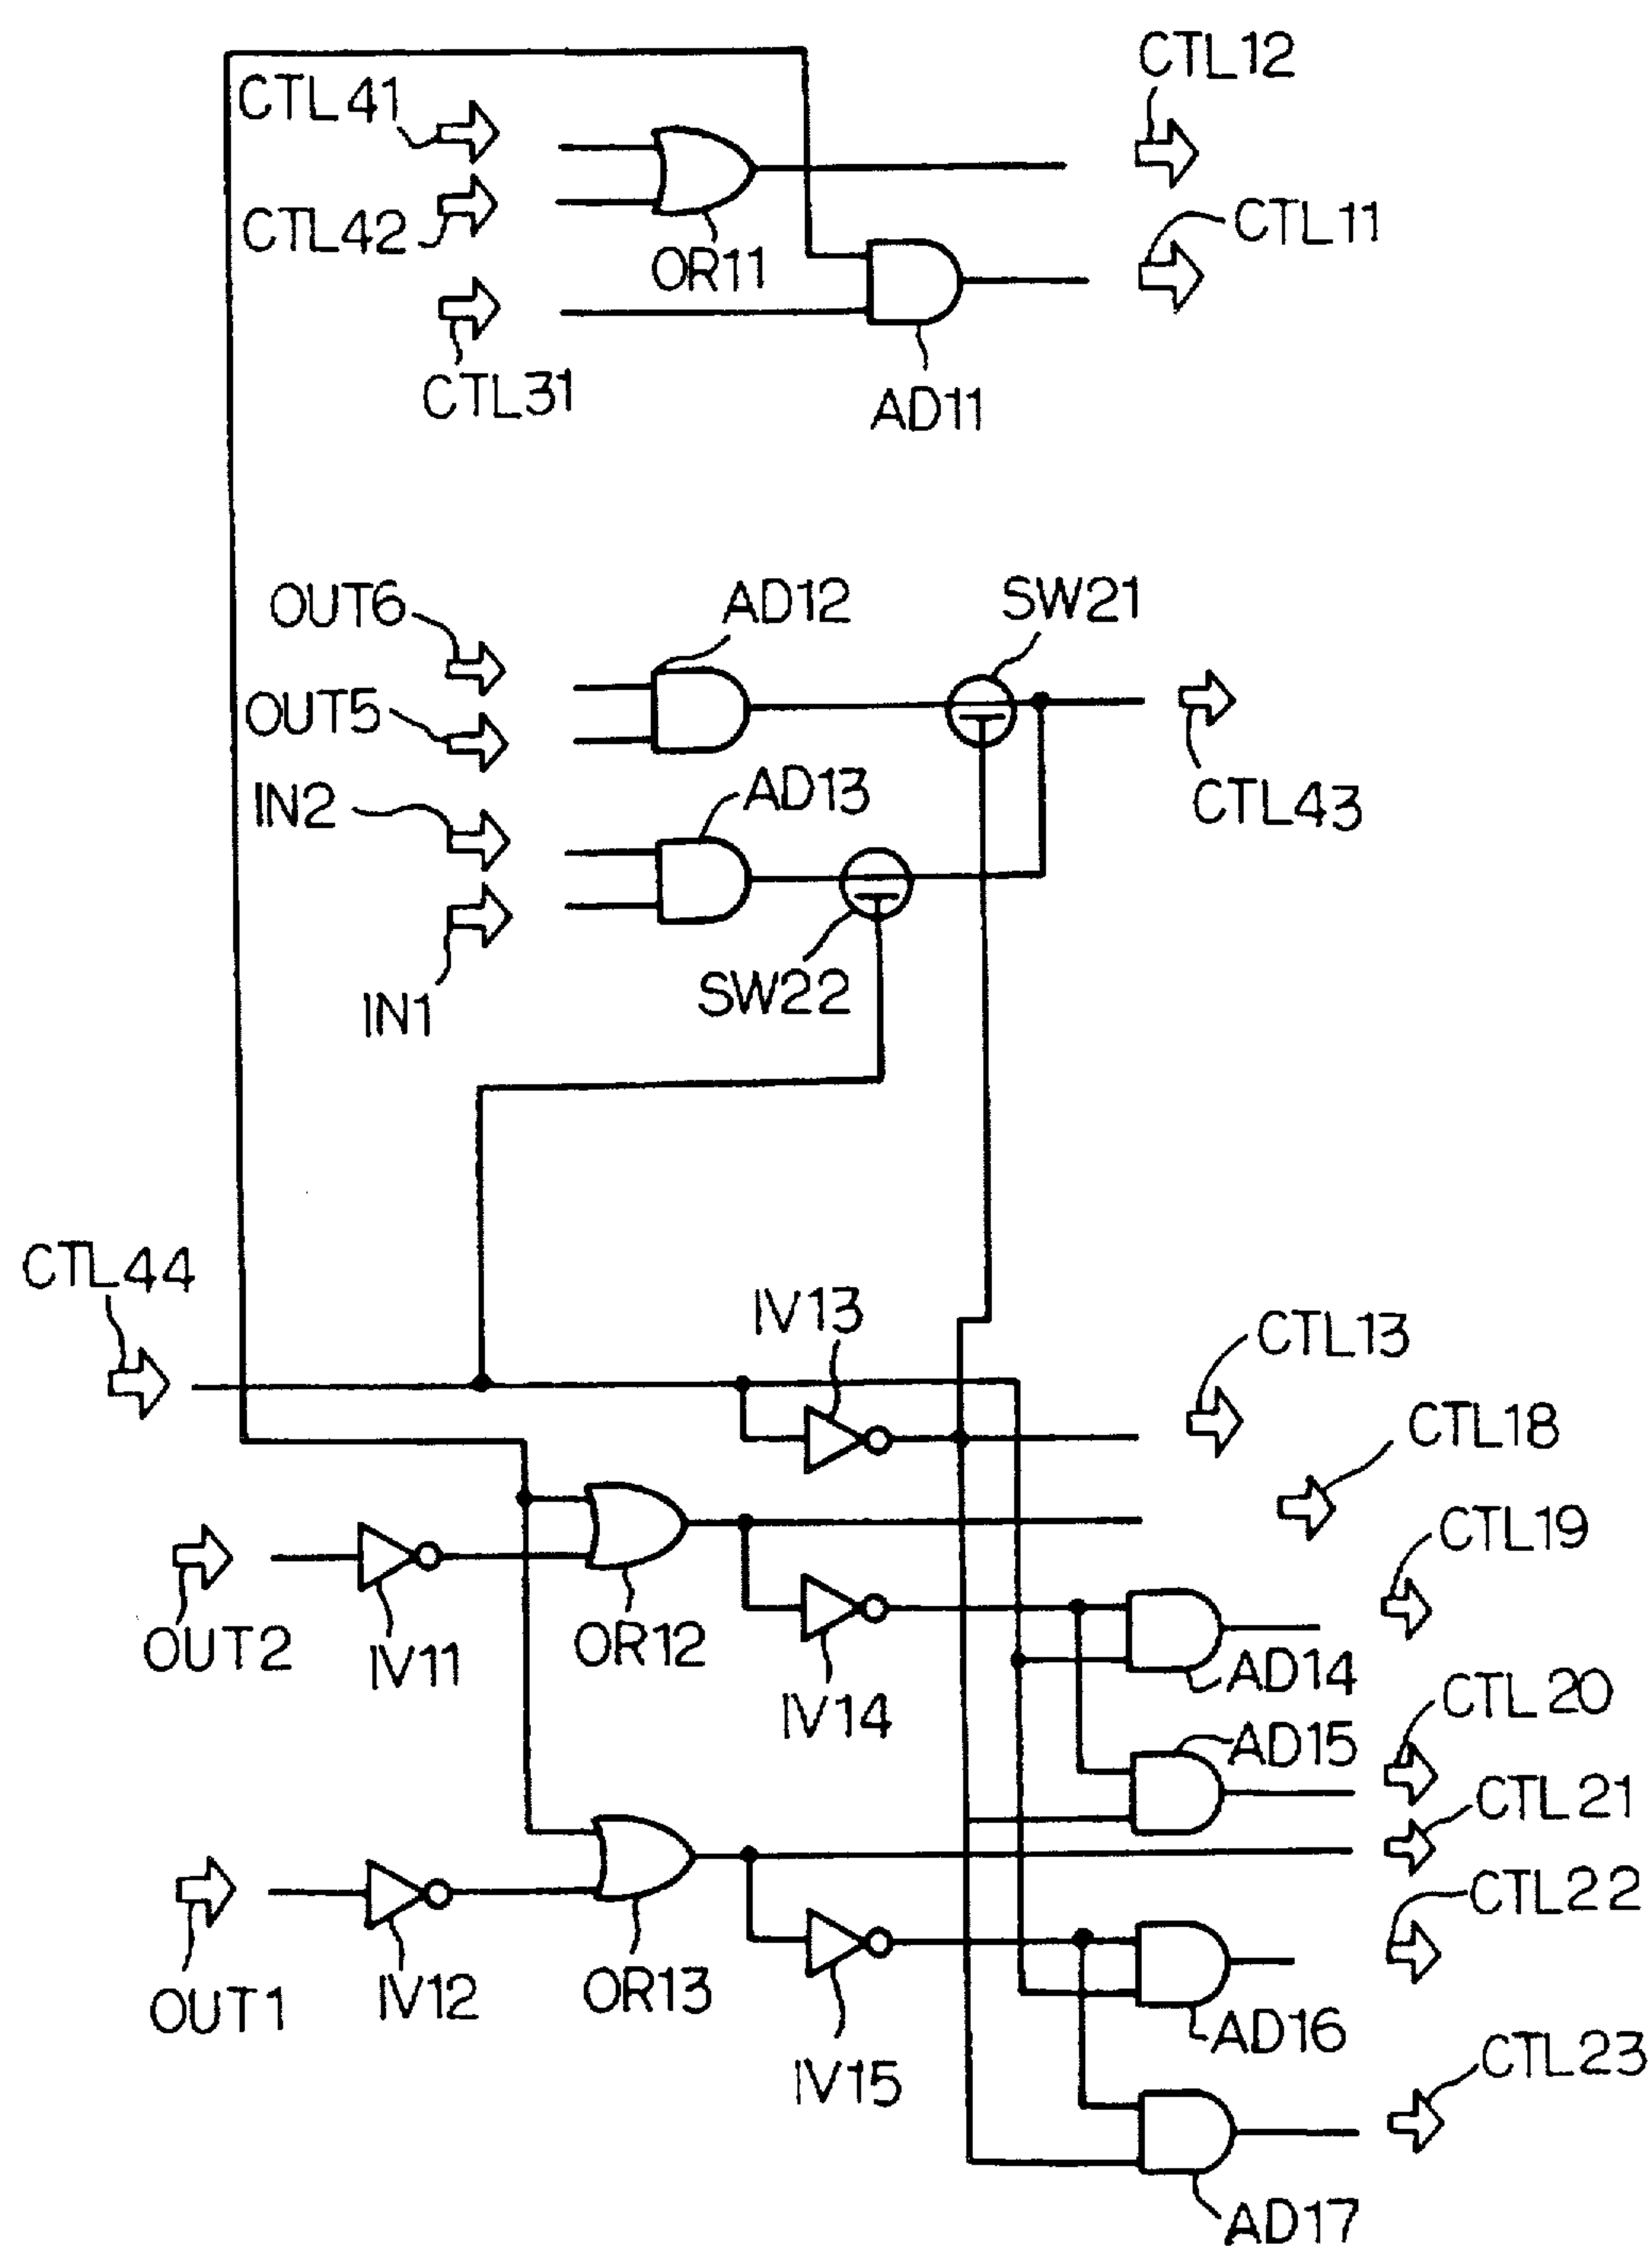 CTL12
CTL41
CTL42
CTL11
OR11
CTL31
AD11
OUT6
AD12
SW21
OUT5
AD13
IN2
CTL43
SW22
IN1
CTL44
IV13
CTL13
CTL18
CTL19
OUT2
IV11
OR12
AD14
IV14
CTL20
AD15
CTL21
CTL22
OUT1
IV12
OR13
AD16
IV15
CTL23
AD17